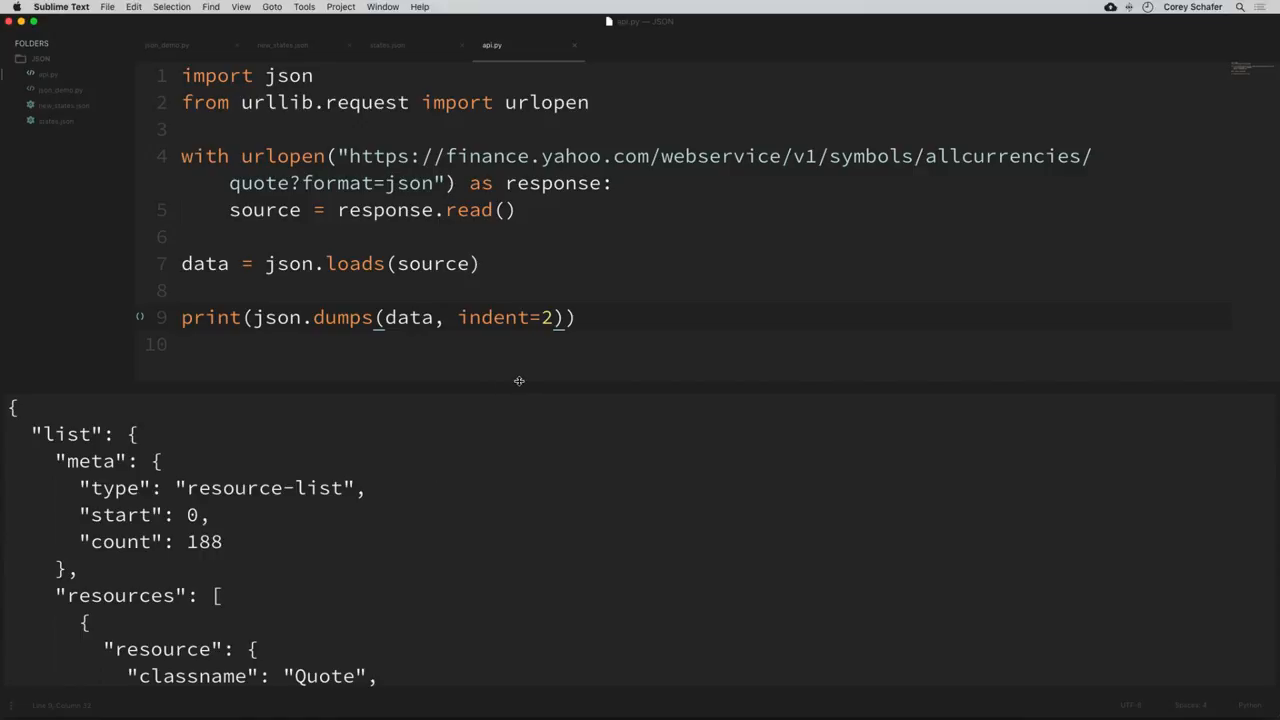 Sublime Text File Edit Selection Find View Goto Tools Project Window Help Corey Schafer
api.py — JSON
FOLDERS
JSON
api.py
json_demo.py
new_states.json
states.json
json_demo.py new_states.json states.json api.py
1 import json
2 from urllib.request import urlopen
3
4 with urlopen("https://finance.yahoo.com/webservice/v1/symbols/allcurrencies/
quote?format=json") as response:
5 source = response.read()
6
7 data = json.loads(source)
8
9 print(json.dumps(data, indent=2))
10
{
"list": {
"meta": {
"type": "resource-list",
"start": 0,
"count": 188
},
"resources": [
{
"resource": {
"classname": "Quote",
Line 9, Column 32 UTF-8 Spaces: 4 Python